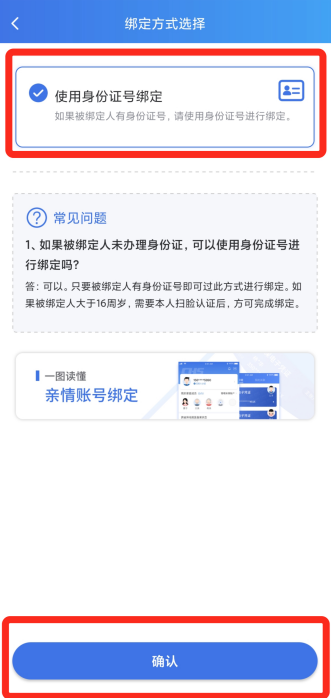 绑定方式选择
使用身份证号绑定
如果被绑定人有身份证号，请使用身份证号进行绑定。
常见问题
1、如果被绑定人未办理身份证，可以使用身份证号进
行绑定吗？
答：可以。只要被绑定人有身份证号即可过此方式进行绑定。如
果被绑定人大于16周岁，需要本人扫脸认证后，方可完成绑定。
一图读懂
亲情账号绑定
确认